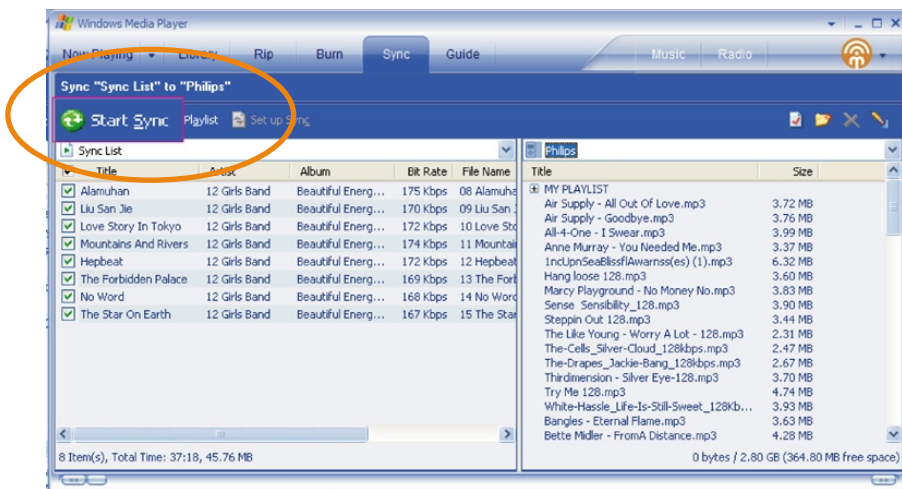 Windows Media Player
Now Playing Library Rip Burn Sync Guide Music Radio
Sync "Sync List" to "Philips"
Start Sync Playlist Set up Sync
Sync List
Title Artist Album Bit Rate File Name
Alamuhan 12 Girls Band Beautiful Energ... 175 Kbps 08 Alamuha
Liu San Jie 12 Girls Band Beautiful Energ... 170 Kbps 09 Liu San
Love Story In Tokyo 12 Girls Band Beautiful Energ... 172 Kbps 10 Love Sto
Mountains And Rivers 12 Girls Band Beautiful Energ... 174 Kbps 11 Mountai
Hepbeat 12 Girls Band Beautiful Energ... 172 Kbps 12 Hepbeat
The Forbidden Palace 12 Girls Band Beautiful Energ... 169 Kbps 13 The Forb
No Word 12 Girls Band Beautiful Energ... 168 Kbps 14 No Word
The Star On Earth 12 Girls Band Beautiful Energ... 167 Kbps 15 The Star
8 Item(s), Total Time: 37:18, 45.76 MB
Philips
Title Size
MY PLAYLIST
Air Supply - All Out Of Love.mp3 3.72 MB
Air Supply - Goodbye.mp3 3.76 MB
All-4-One - I Swear.mp3 3.99 MB
Anne Murray - You Needed Me.mp3 3.37 MB
1ncUpnSeaBlissflAwarnss(es) (1).mp3 6.32 MB
Hang loose 128.mp3 3.60 MB
Marcy Playground - No Money No.mp3 3.83 MB
Sense Sensibility_128.mp3 3.90 MB
Steppin Out 128.mp3 3.44 MB
The Like Young - Worry A Lot - 128.mp3 2.31 MB
The-Cells_Silver-Cloud_128kbps.mp3 2.47 MB
The-Drapes_Jackie-Bang_128kbps.mp3 2.67 MB
Thirdimension - Silver Eye-128.mp3 3.70 MB
Try Me 128.mp3 4.74 MB
White-Hassle_Life-Is-Still-Sweet_128Kb... 3.93 MB
Bangles - Eternal Flame.mp3 3.63 MB
Bette Midler - FromA Distance.mp3 4.28 MB
0 bytes / 2.80 GB (364.80 MB free space)